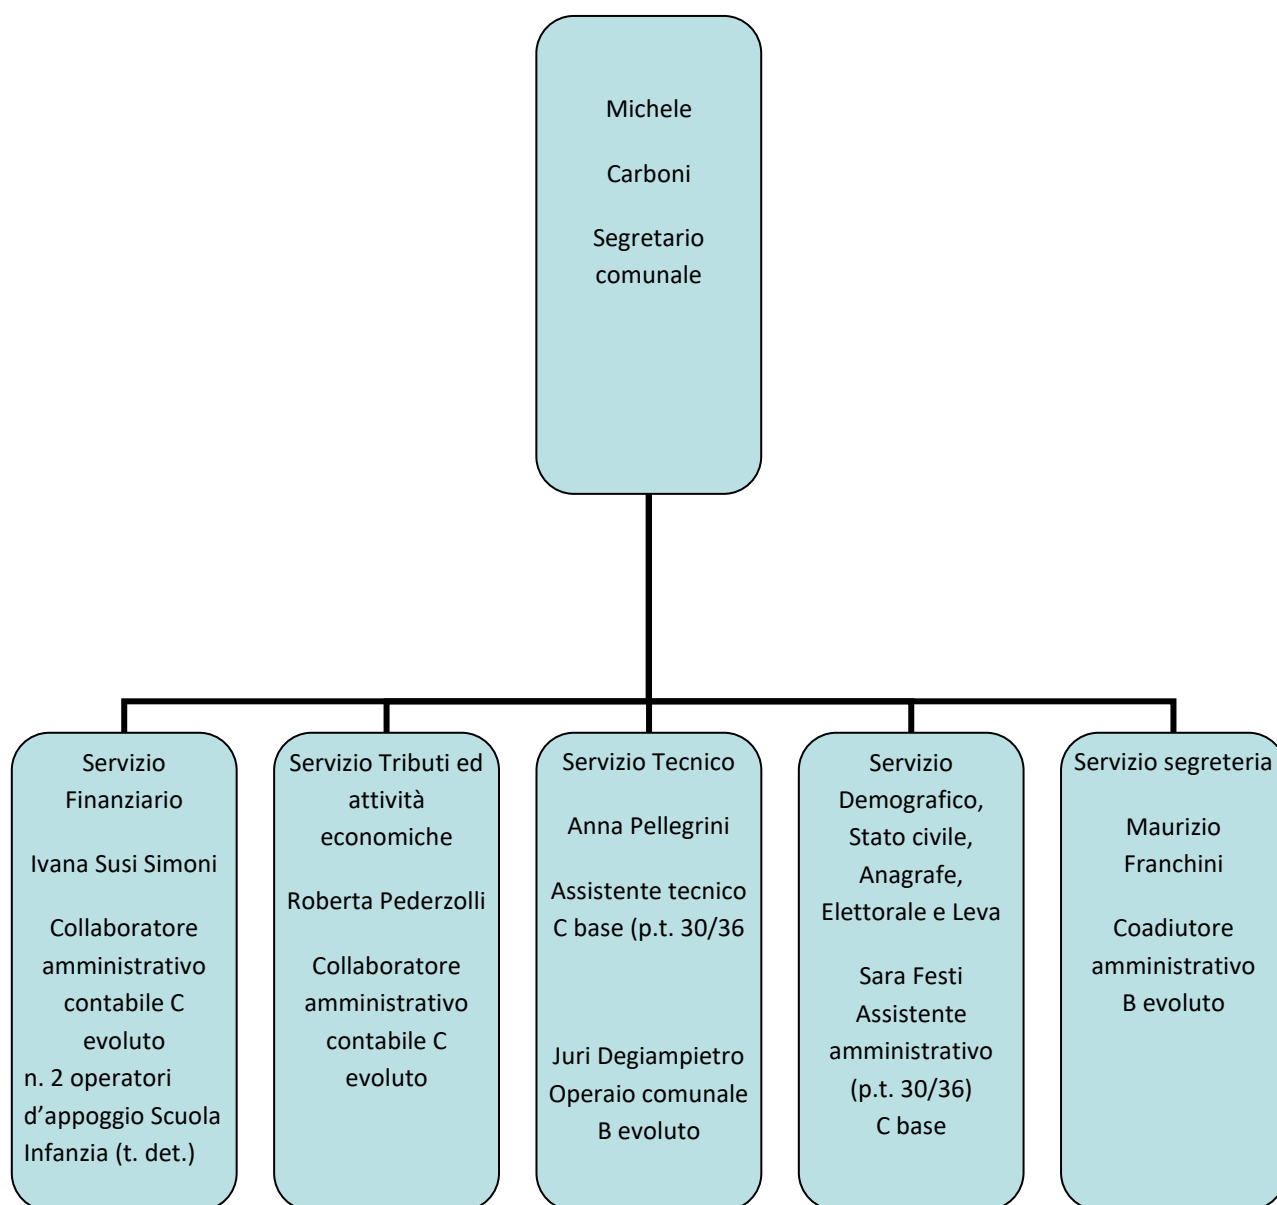 Michele
Carboni
Segretario
comunale
Servizio
Finanziario
Ivana Susi Simoni
Collaboratore
amministrativo
contabile C
evoluto
n. 2 operatori
d’appoggio Scuola
Infanzia (t. det.)
Servizio Tributi ed
attività
economiche
Roberta Pederzolli
Collaboratore
amministrativo
contabile C
evoluto
Servizio Tecnico
Anna Pellegrini
Assistente tecnico
C base (p.t. 30/36
Juri Degiampietro
Operaio comunale
B evoluto
Servizio
Demografico,
Stato civile,
Anagrafe,
Elettorale e Leva
Sara Festi
Assistente
amministrativo
(p.t. 30/36)
C base
Servizio segreteria
Maurizio
Franchini
Coadiutore
amministrativo
B evoluto